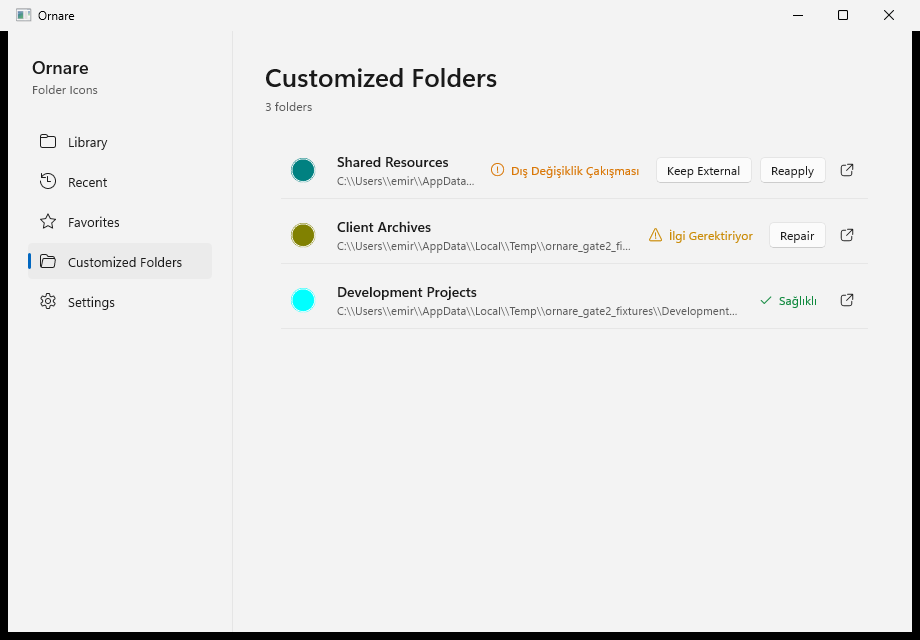 Ornare
Ornare
Folder Icons
Library
Recent
Favorites
Customized Folders
Settings
Customized Folders
3 folders
Shared Resources
C:\\Users\\emir\\AppData...
Dış Değişiklik Çakışması
Keep External
Reapply
Client Archives
C:\\Users\\emir\\AppData\\Local\\Temp\\ornare_gate2_fi...
İlgi Gerektiriyor
Repair
Development Projects
C:\\Users\\emir\\AppData\\Local\\Temp\\ornare_gate2_fixtures\\Development...
Sağlıklı